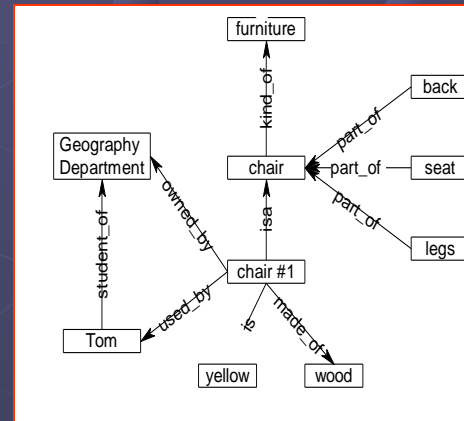 furniture
kind_of
back
part_of
Geography
Department
chair
part_of
seat
part_of
legs
owned_by
isa
student_of
chair #1
used_by
is
made_of
Tom
yellow
wood